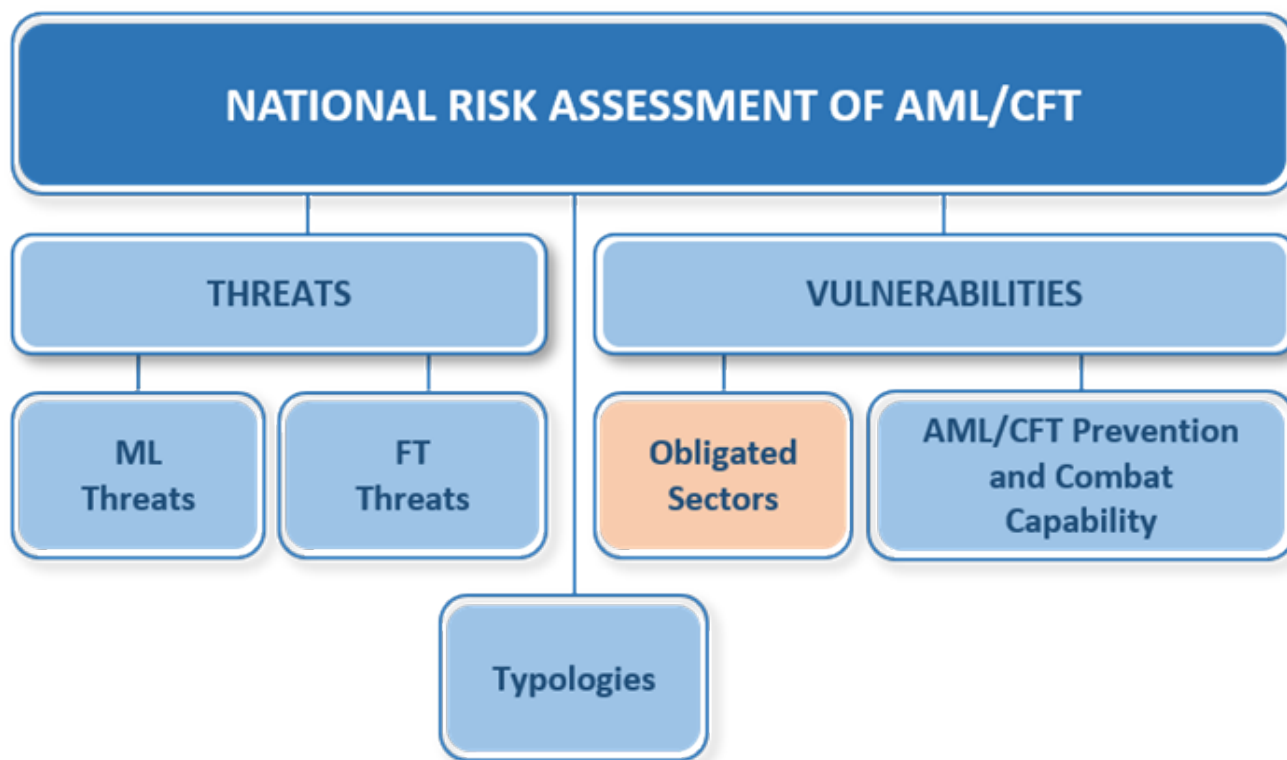 NATIONAL RISK ASSESSMENT OF AML/CFT
THREATS
VULNERABILITIES
ML
Threats
FT
Threats
Obligated
Sectors
AML/CFT Prevention
and Combat
Capability
Typologies